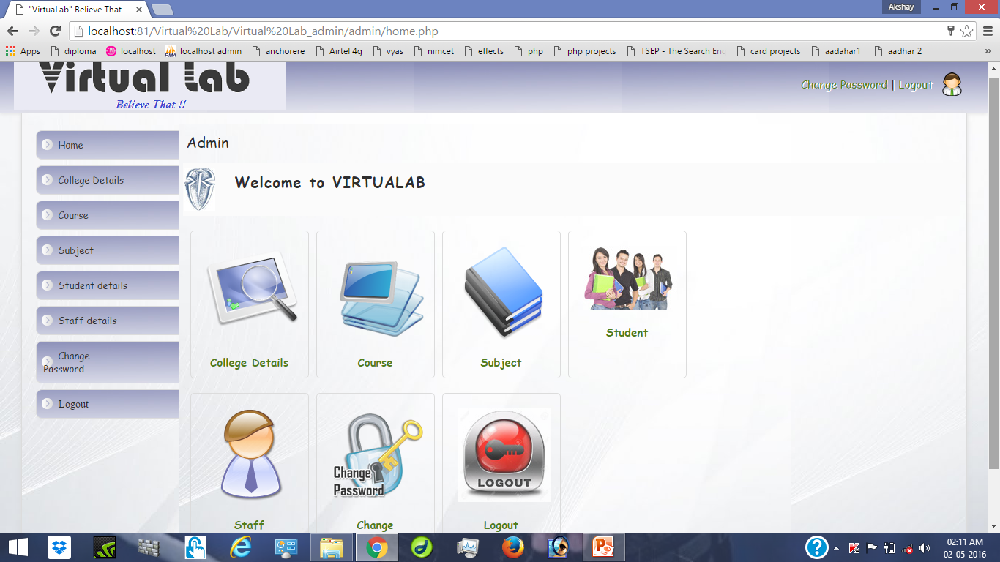 "VirtuaLab" Believe That
Akshay
localhost:81/Virtual%20Lab/Virtual%20Lab_admin/admin/home.php
Apps diploma localhost localhost admin anchorere Airtel 4g vyas nimcet effects php php projects TSEP - The Search Eng card projects aadahar1 aadhar 2 »
Virtual Lab
Believe That !!
Change Password | Logout
Home
College Details
Course
Subject
Student details
Staff details
Change
Password
Logout
Admin
Welcome to VIRTUALAB
College Details
Course
Subject
Student
Change
Password
LOGOUT
Staff
Change
Logout
02:11 AM
02-05-2016